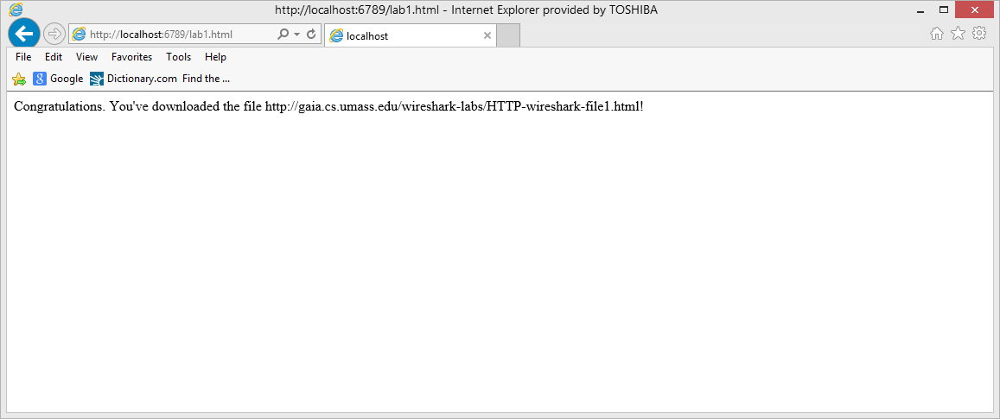 http://localhost:6789/lab1.html - Internet Explorer provided by TOSHIBA
http://localhost:6789/lab1.html localhost
File Edit View Favorites Tools Help
Google Dictionary.com Find the ...
Congratulations. You've downloaded the file http://gaia.cs.umass.edu/wireshark-labs/HTTP-wireshark-file1.html!